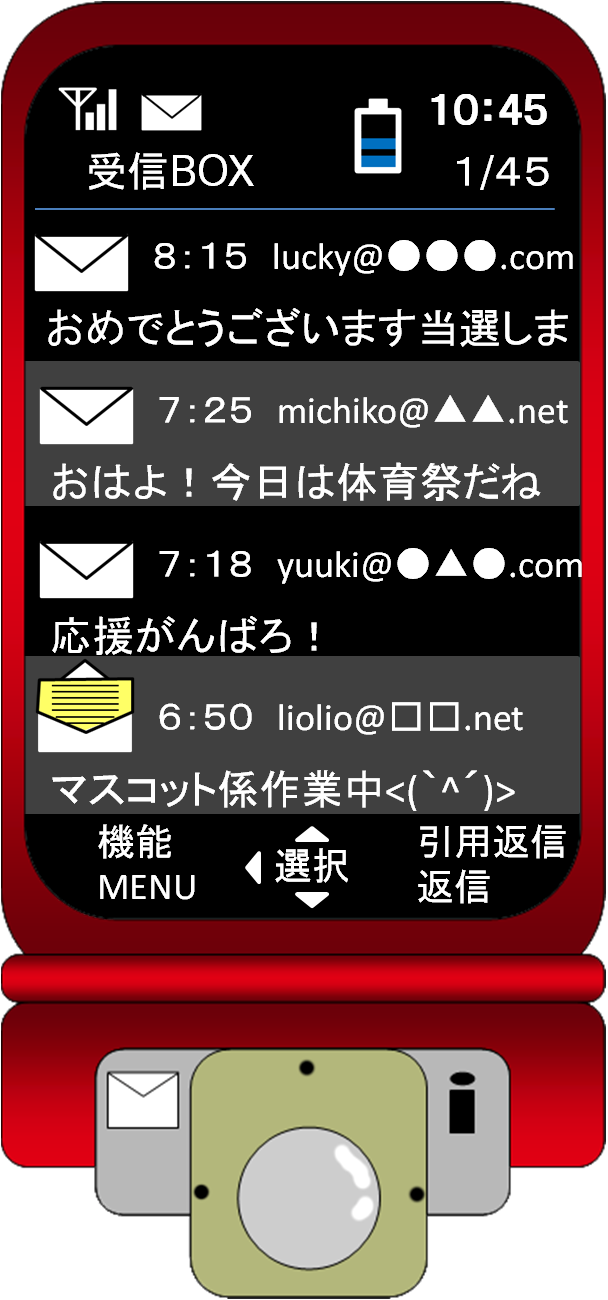 10:45
受信BOX 1/45
8:15 lucky@●●●.com
おめでとうございます当選しま
7:25 michiko@▲▲.net
おはよ！今日は体育祭だね
7:18 yuuki@●▲●.com
応援がんばろ！
6:50 liolio@□□.net
マスコット係作業中<(`^´)>
機能 引用返信
選択
MENU 返信